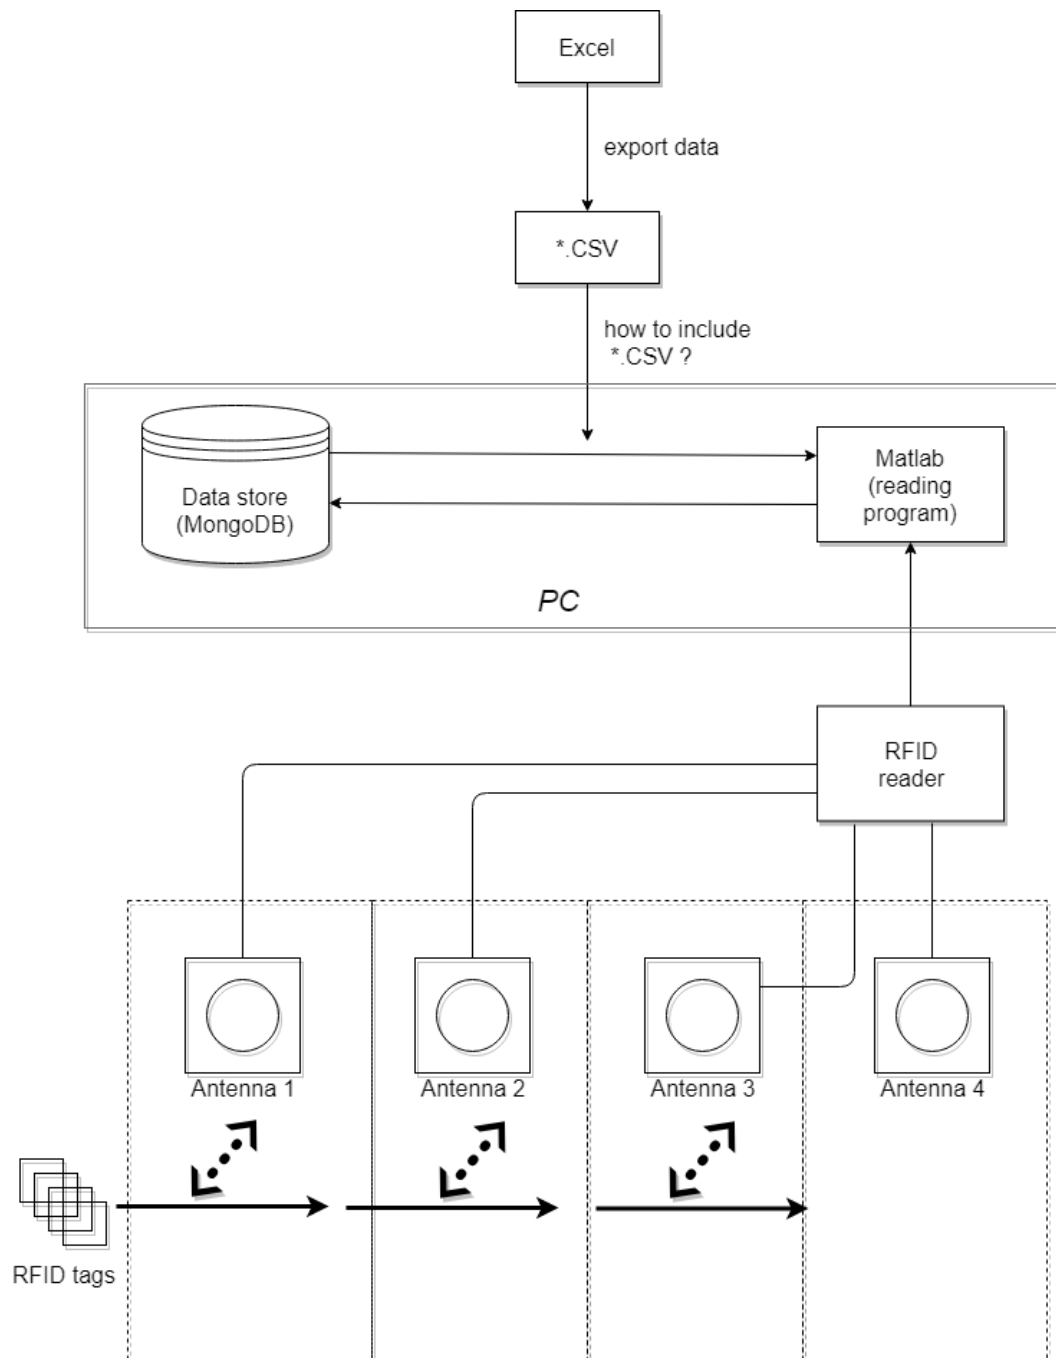 Excel
export data
*.CSV
how to include
*.CSV ?
Data store
(MongoDB)
Matlab
(reading
program)
PC
RFID
reader
Antenna 1
Antenna 2
Antenna 3
Antenna 4
RFID tags